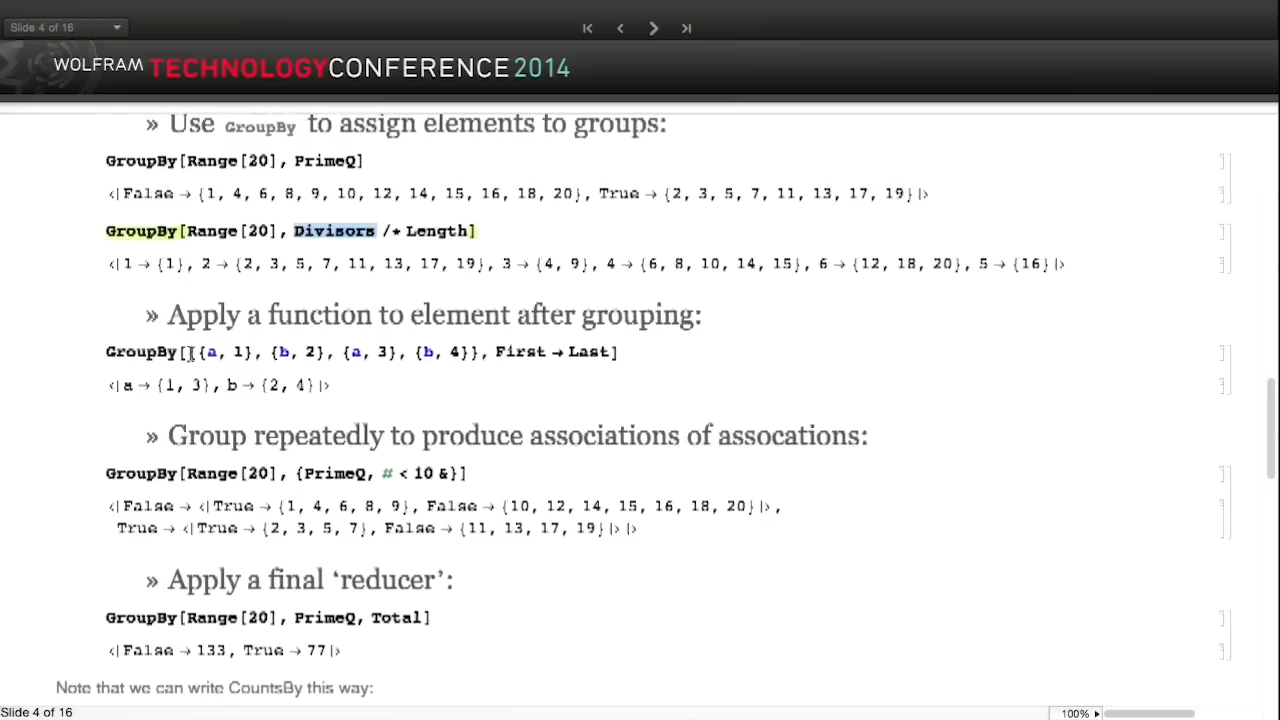 Slide 4 of 16
WOLFRAM TECHNOLOGYCONFERENCE 2014
» Use GroupBy to assign elements to groups:
GroupBy[Range[20], PrimeQ]
<|False → {1, 4, 6, 8, 9, 10, 12, 14, 15, 16, 18, 20}, True → {2, 3, 5, 7, 11, 13, 17, 19}|>
GroupBy[Range[20], Divisors /* Length]
<|1 → {1}, 2 → {2, 3, 5, 7, 11, 13, 17, 19}, 3 → {4, 9}, 4 → {6, 8, 10, 14, 15}, 6 → {12, 18, 20}, 5 → {16}|>
» Apply a function to element after grouping:
GroupBy[{{a, 1}, {b, 2}, {a, 3}, {b, 4}}, First → Last]
<|a → {1, 3}, b → {2, 4}|>
» Group repeatedly to produce associations of assocations:
GroupBy[Range[20], {PrimeQ, # < 10 &}]
<|False → <|True → {1, 4, 6, 8, 9}, False → {10, 12, 14, 15, 16, 18, 20}|>,
True → <|True → {2, 3, 5, 7}, False → {11, 13, 17, 19}|>|>
» Apply a final ‘reducer’:
GroupBy[Range[20], PrimeQ, Total]
<|False → 133, True → 77|>
Note that we can write CountsBy this way:
Slide 4 of 16
100%